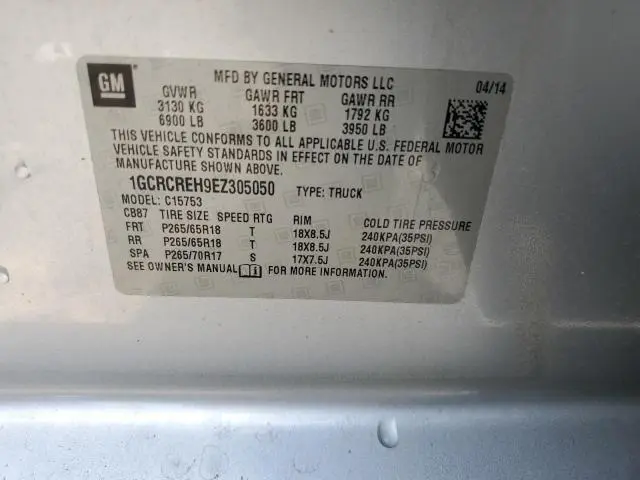 GM
MFD BY GENERAL MOTORS LLC 04/14
GVWR GAWR FRT GAWR RR
3130 KG 1633 KG 1792 KG
6900 LB 3600 LB 3950 LB
THIS VEHICLE CONFORMS TO ALL APPLICABLE U.S. FEDERAL MOTOR
VEHICLE SAFETY STANDARDS IN EFFECT ON THE DATE OF
MANUFACTURE SHOWN ABOVE.
1GCRCREH9EZ305050 TYPE: TRUCK
MODEL: C15753
CB87 TIRE SIZE SPEED RTG RIM COLD TIRE PRESSURE
FRT P265/65R18 T 18X8.5J 240KPA(35PSI)
RR P265/65R18 T 18X8.5J 240KPA(35PSI)
SPA P265/70R17 S 17X7.5J 240KPA(35PSI)
SEE OWNER'S MANUAL FOR MORE INFORMATION.